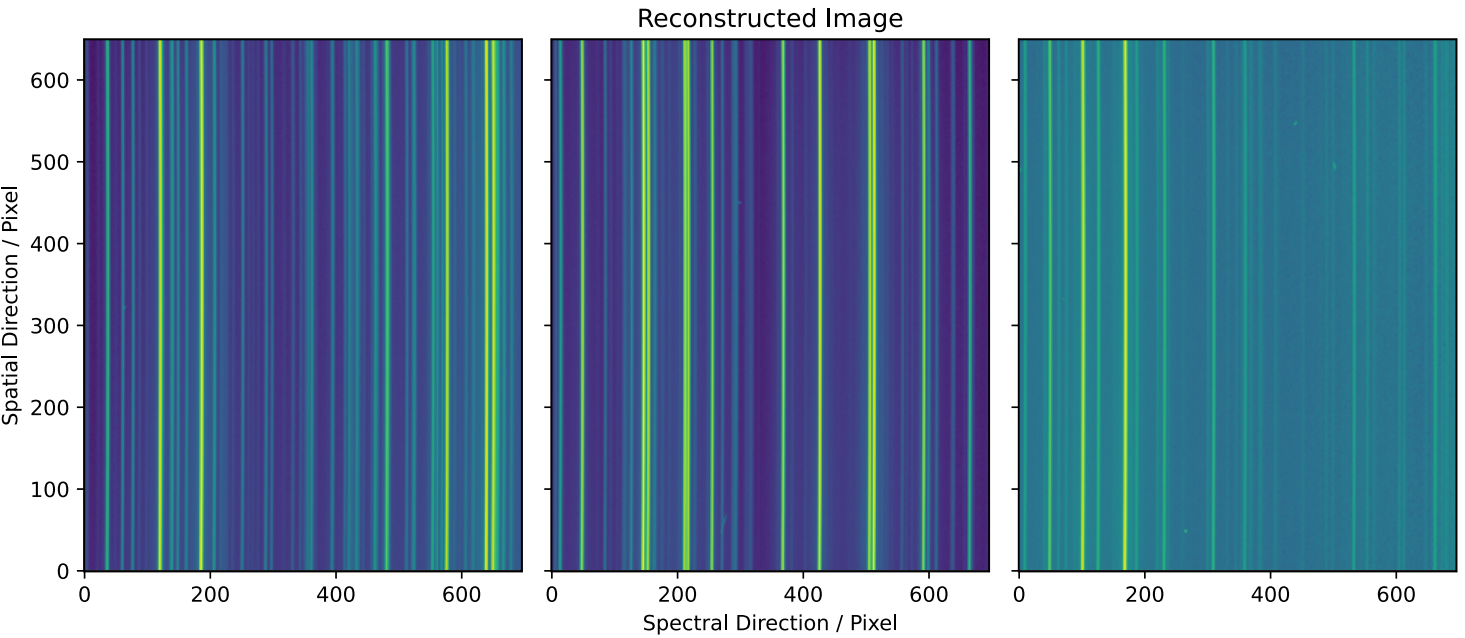 Reconstructed Image
Spatial Direction / Pixel
600
500
400
300
200
100
0
0 200 400 600
0 200 400 600
0 200 400 600
Spectral Direction / Pixel